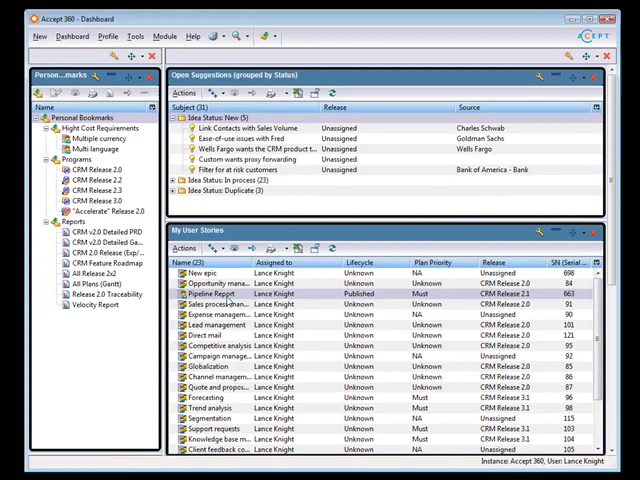 Accept 360 - Dashboard
New Dashboard Profile Tools Module Help
ACCEPT
Person...marks
Name
Personal Bookmarks
Hight Cost Requirements
Multiple currency
Multi language
Programs
CRM Release 2.0
CRM Release 2.2
CRM Release 2.3
CRM Release 3.0
"Accelerate" Release 2.0
Reports
CRM v2.0 Detailed PRD
CRM v2.0 Detailed Ga...
CRM 2.0 Release (Exp/...
CRM Feature Roadmap
All Release 2x2
All Plans (Gantt)
Release 2.0 Traceability
Velocity Report
Open Suggestions (grouped by Status)
Actions
Subject (31) Release Source
Idea Status: New (5)
Link Contacts with Sales Volume Unassigned Charles Schwab
Ease-of-use issues with Fred Unassigned Goldman Sachs
Wells Fargo wants the CRM product t... Unassigned Wells Fargo
Custom wants proxy forwarding Unassigned
Filter for at risk customers Unassigned Bank of America - Bank
Idea Status: In process (23)
Idea Status: Duplicate (3)
My User Stories
Actions
Name (23) Assigned to Lifecycle Plan Priority Release SN (Serial ...
New epic Lance Knight Unknown NA Unassigned 698
Opportunity mana... Lance Knight Unknown Unknown CRM Release 2.0 84
Pipeline Report Lance Knight Published Must CRM Release 2.1 663
Sales process man... Lance Knight Unknown Unknown CRM Release 2.0 91
Expense managem... Lance Knight Unknown NA Unassigned 90
Lead management Lance Knight Unknown Unknown CRM Release 2.0 101
Direct mail Lance Knight Unknown Unknown CRM Release 2.0 121
Competitive analysis Lance Knight Unknown Unknown CRM Release 2.0 95
Campaign manage... Lance Knight Unknown NA Unassigned 92
Globalization Lance Knight Unknown Unknown CRM Release 2.0 86
Channel managem... Lance Knight Unknown Unknown CRM Release 2.0 88
Quote and propos... Lance Knight Unknown Unknown CRM Release 2.0 87
Forecasting Lance Knight Unknown Must CRM Release 3.1 96
Trend analysis Lance Knight Unknown Must CRM Release 3.1 98
Segmentation Lance Knight Unknown NA Unassigned 115
Support requests Lance Knight Unknown Must CRM Release 3.1 103
Knowledge base m... Lance Knight Unknown Must CRM Release 3.1 104
Client feedback co... Lance Knight Unknown NA Unassigned 105
Instance: Accept 360, User: Lance Knight